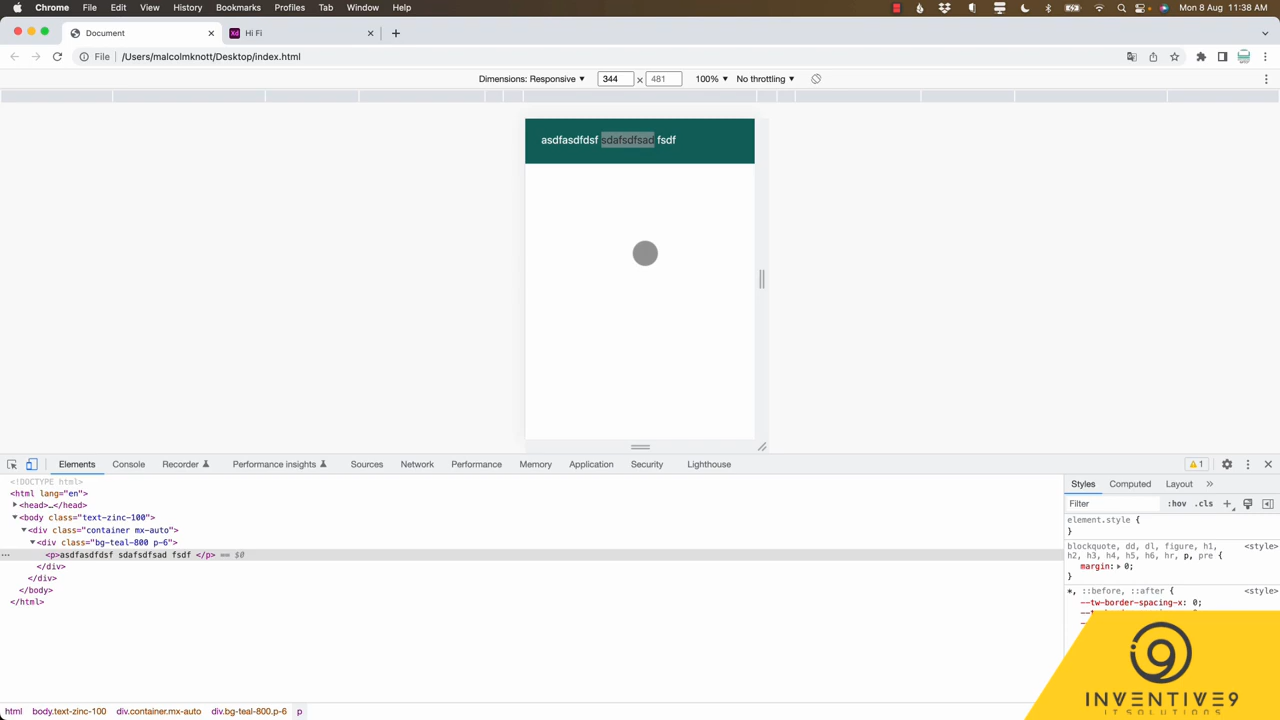 Chrome File Edit View History Bookmarks Profiles Tab Window Help Mon 8 Aug 11:38 AM
Document Hi Fi
Xd
File /Users/malcolmknott/Desktop/index.html
Dimensions: Responsive 344 × 481 100% No throttling
asdfasdfdsf sdafsdfsad fsdf
Elements Console Recorder Performance insights Sources Network Performance Memory Application Security Lighthouse 1
<!DOCTYPE html>
<html lang="en">
<head>…</head>
<body class="text-zinc-100">
<div class="container mx-auto">
<div class="bg-teal-800 p-6">
<p>asdfasdfdsf sdafsdfsad fsdf </p> == $0
</div>
</div>
</body>
</html>
Styles Computed Layout »
Filter :hov .cls +
element.style {
}
blockquote, dd, dl, figure, h1, <style>
h2, h3, h4, h5, h6, hr, p, pre {
margin: 0;
}
*, ::before, ::after { <style>
--tw-border-spacing-x: 0;
html body.text-zinc-100 div.container.mx-auto div.bg-teal-800.p-6 p
INVENTIVE9
IT SOLUTIONS